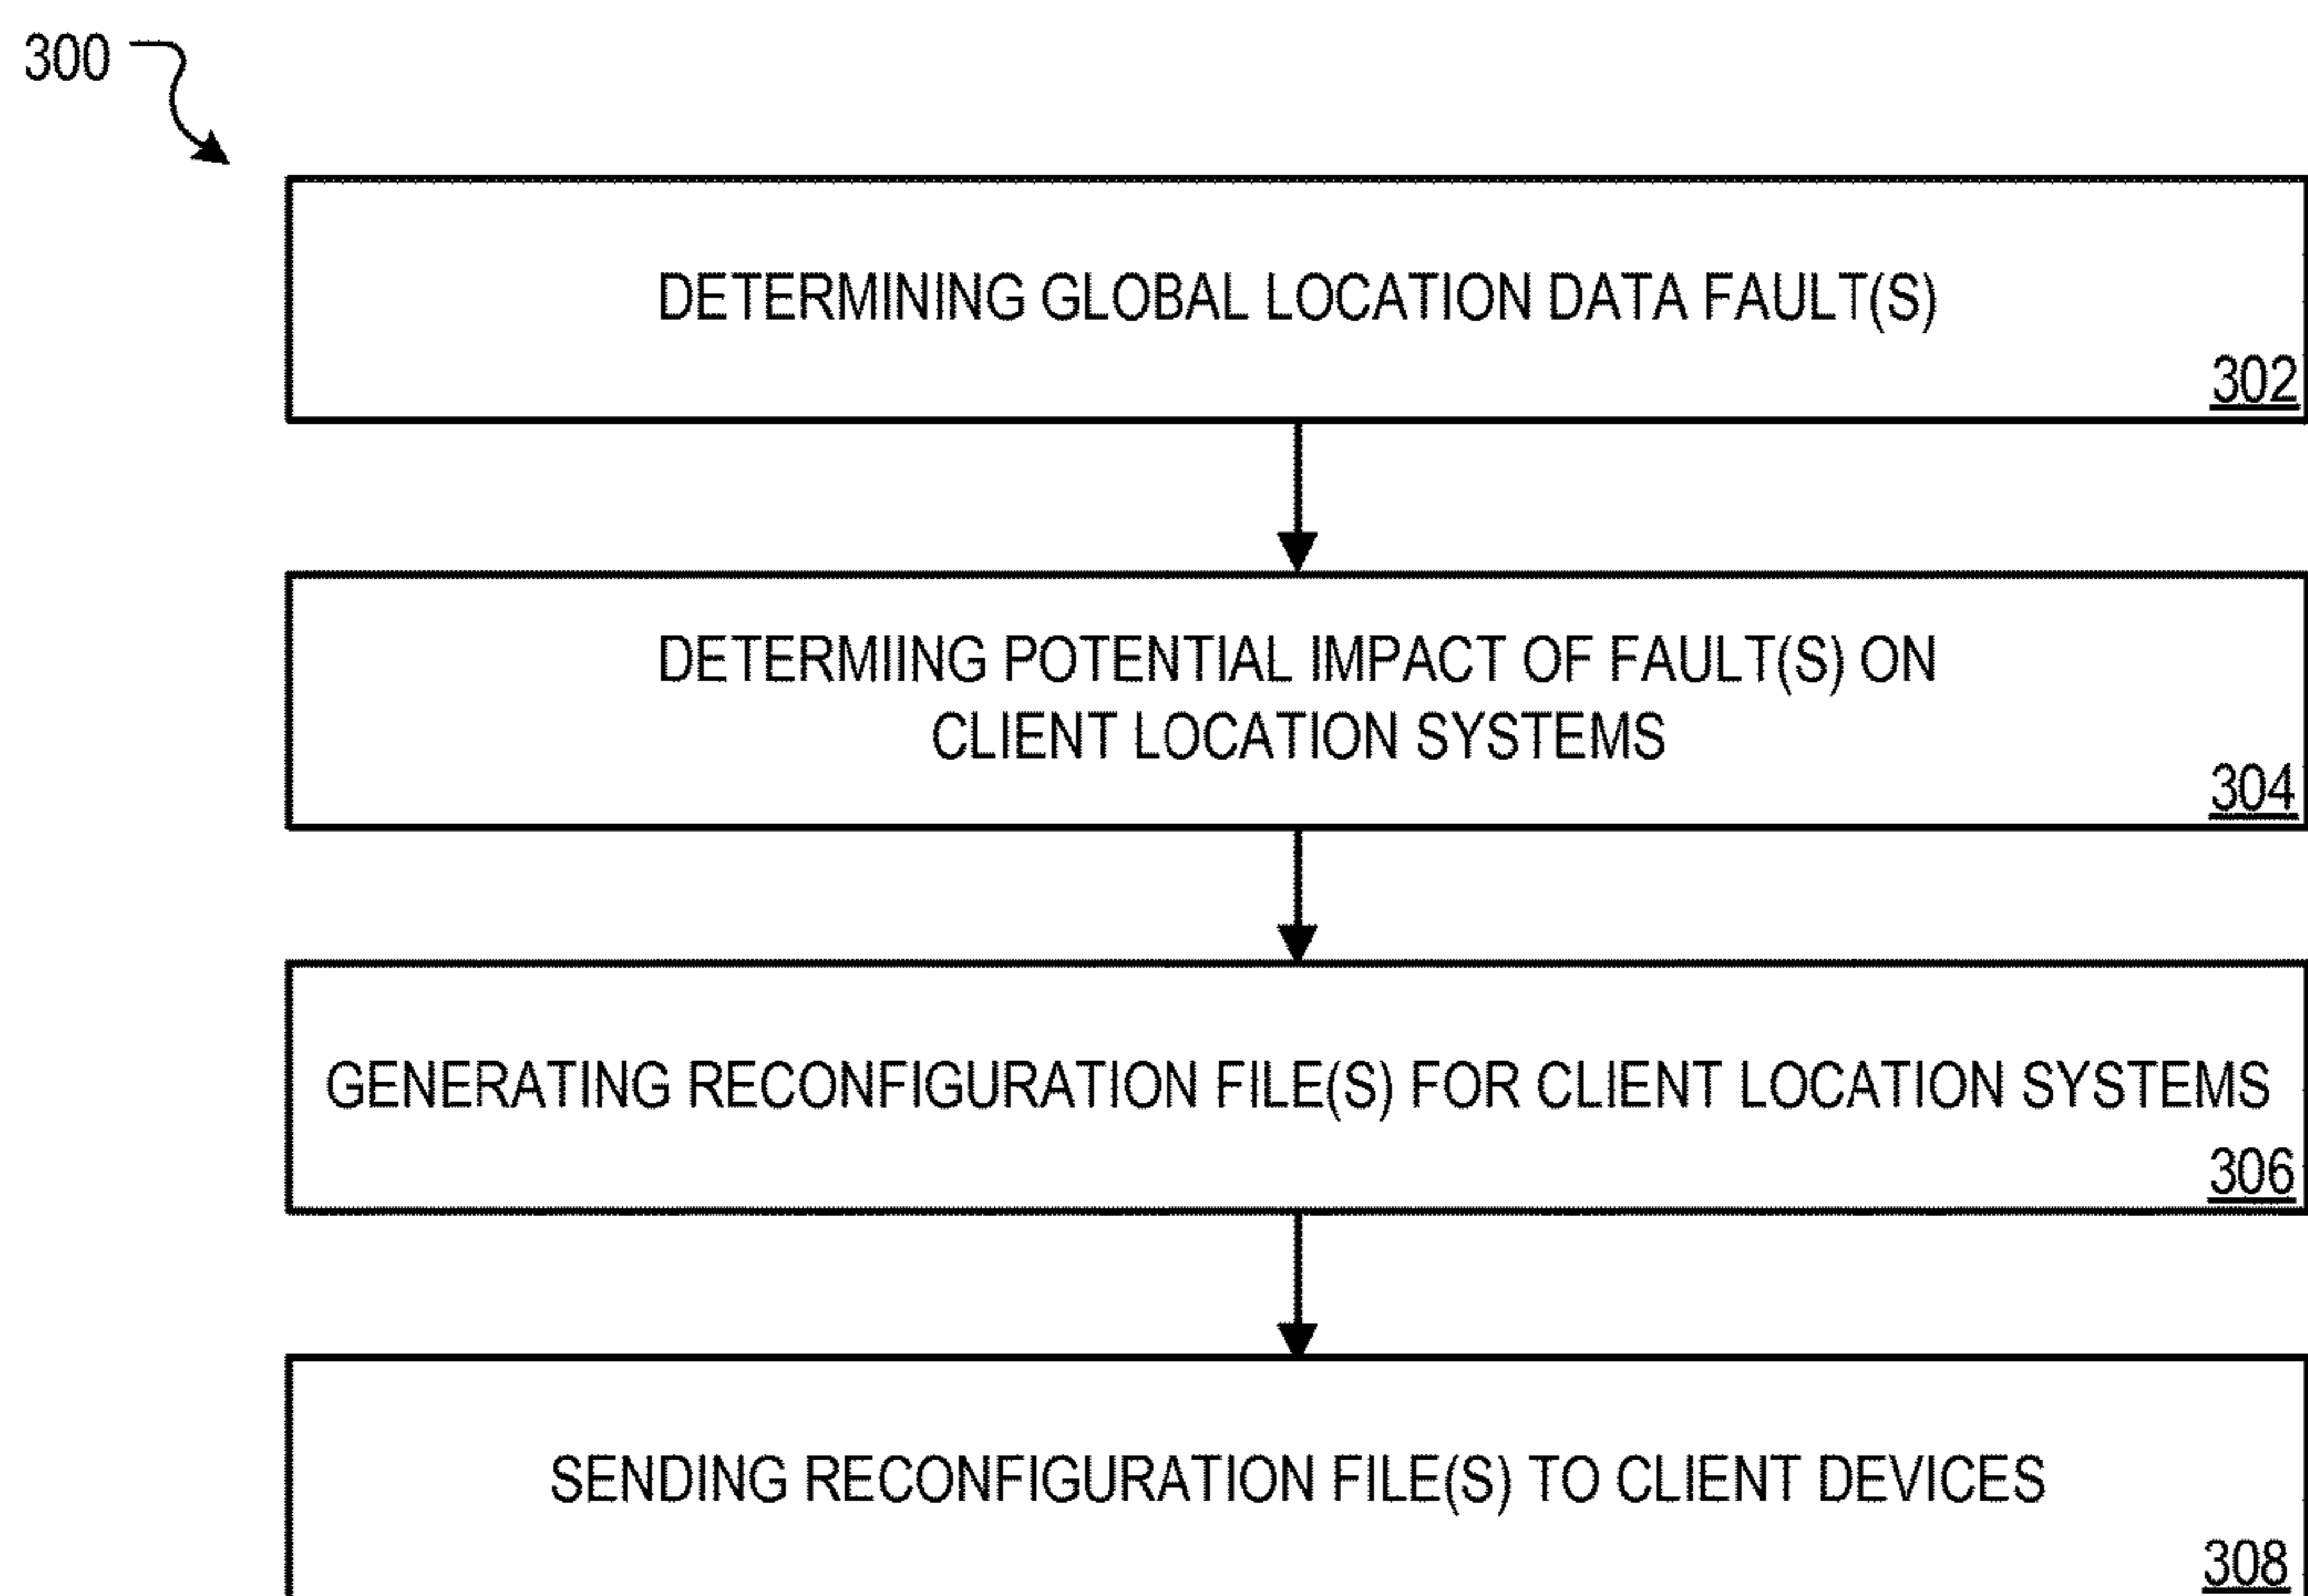 300
DETERMINING GLOBAL LOCATION DATA FAULT(S)
302
DETERMIING POTENTIAL IMPACT OF FAULT(S) ON
CLIENT LOCATION SYSTEMS
304
GENERATING RECONFIGURATION FILE(S) FOR CLIENT LOCATION SYSTEMS
306
SENDING RECONFIGURATION FILE(S) TO CLIENT DEVICES
308